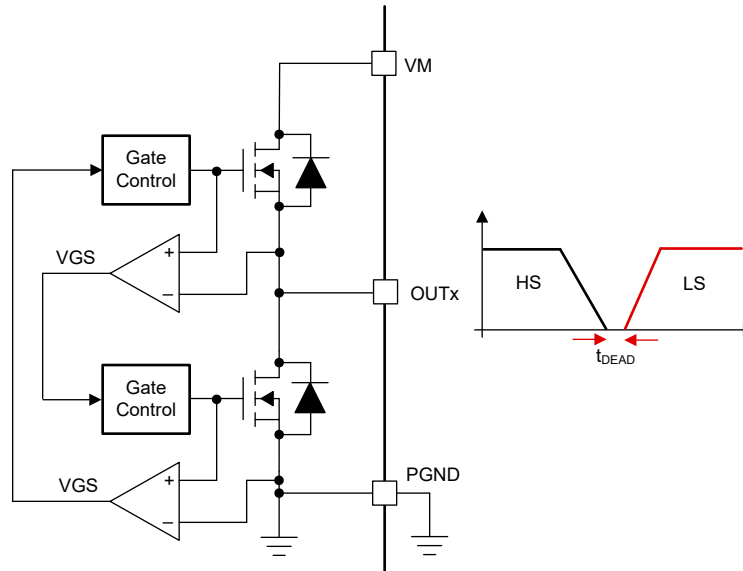 VM
Gate
Control
VGS
+
−
OUTx
HS
LS
tDEAD
Gate
Control
VGS
+
−
PGND